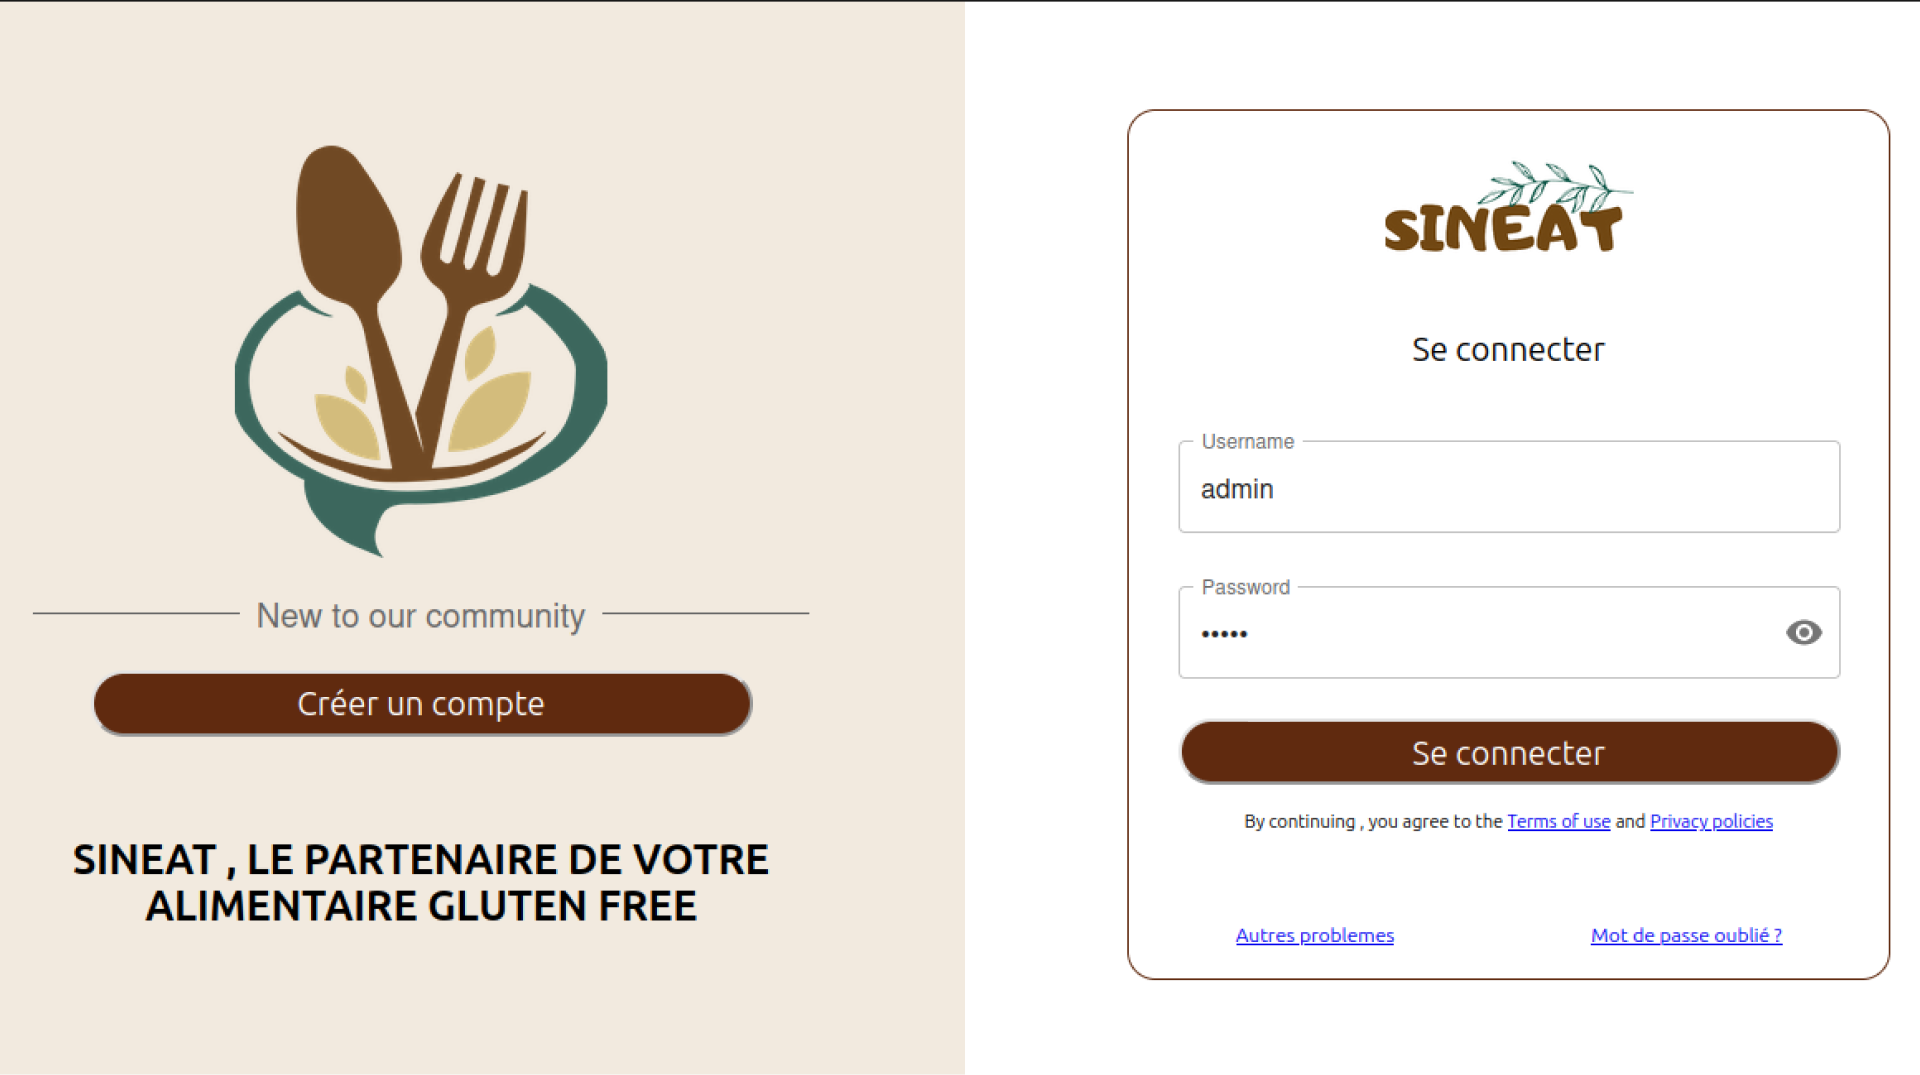 New to our community
Créer un compte
SINEAT , LE PARTENAIRE DE VOTRE
ALIMENTAIRE GLUTEN FREE
SINEAT
Se connecter
Username
admin
Password
•••••
Se connecter
By continuing , you agree to the Terms of use and Privacy policies
Autres problemes
Mot de passe oublié ?